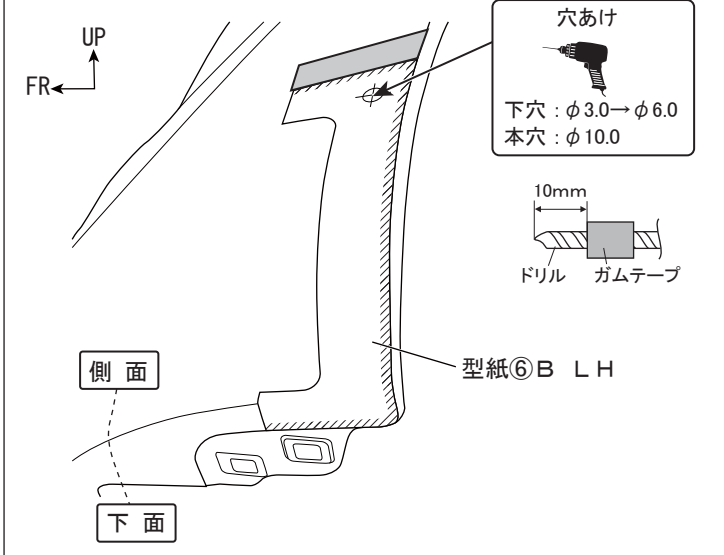 UP
FR
穴あけ
下穴：φ3.0→φ6.0
本穴：φ10.0
10mm
ドリル
ガムテープ
型紙⑥B LH
側 面
下 面